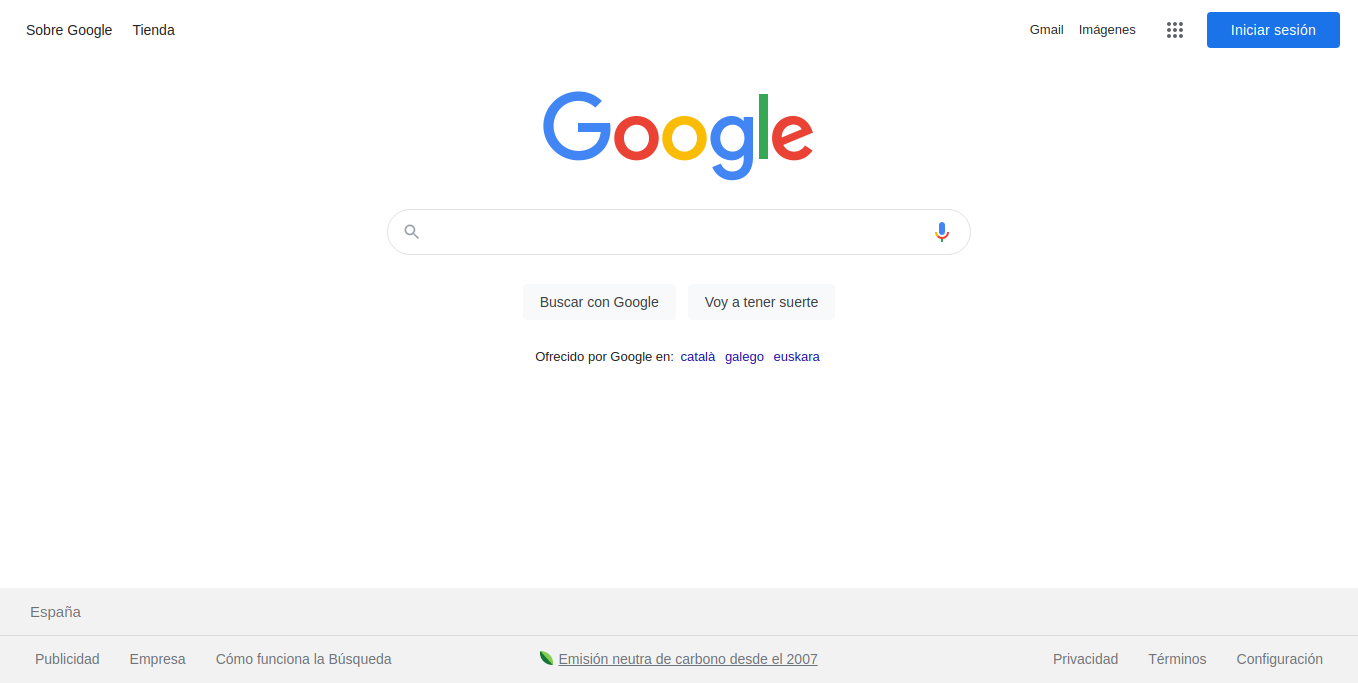 Sobre Google Tienda Gmail Imágenes Iniciar sesión
Google
Buscar con Google Voy a tener suerte
Ofrecido por Google en: català galego euskara
España
Publicidad Empresa Cómo funciona la Búsqueda Emisión neutra de carbono desde el 2007 Privacidad Términos Configuración